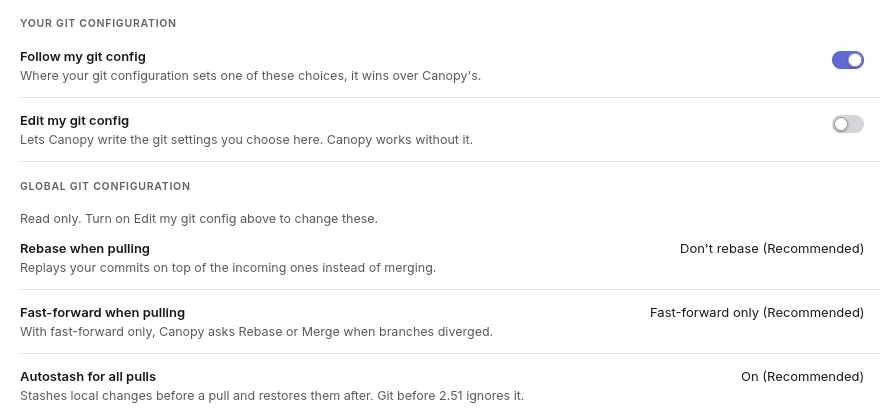 YOUR GIT CONFIGURATION
Follow my git config
Where your git configuration sets one of these choices, it wins over Canopy's.
Edit my git config
Lets Canopy write the git settings you choose here. Canopy works without it.
GLOBAL GIT CONFIGURATION
Read only. Turn on Edit my git config above to change these.
Rebase when pulling
Don't rebase (Recommended)
Replays your commits on top of the incoming ones instead of merging.
Fast-forward when pulling
Fast-forward only (Recommended)
With fast-forward only, Canopy asks Rebase or Merge when branches diverged.
Autostash for all pulls
On (Recommended)
Stashes local changes before a pull and restores them after. Git before 2.51 ignores it.